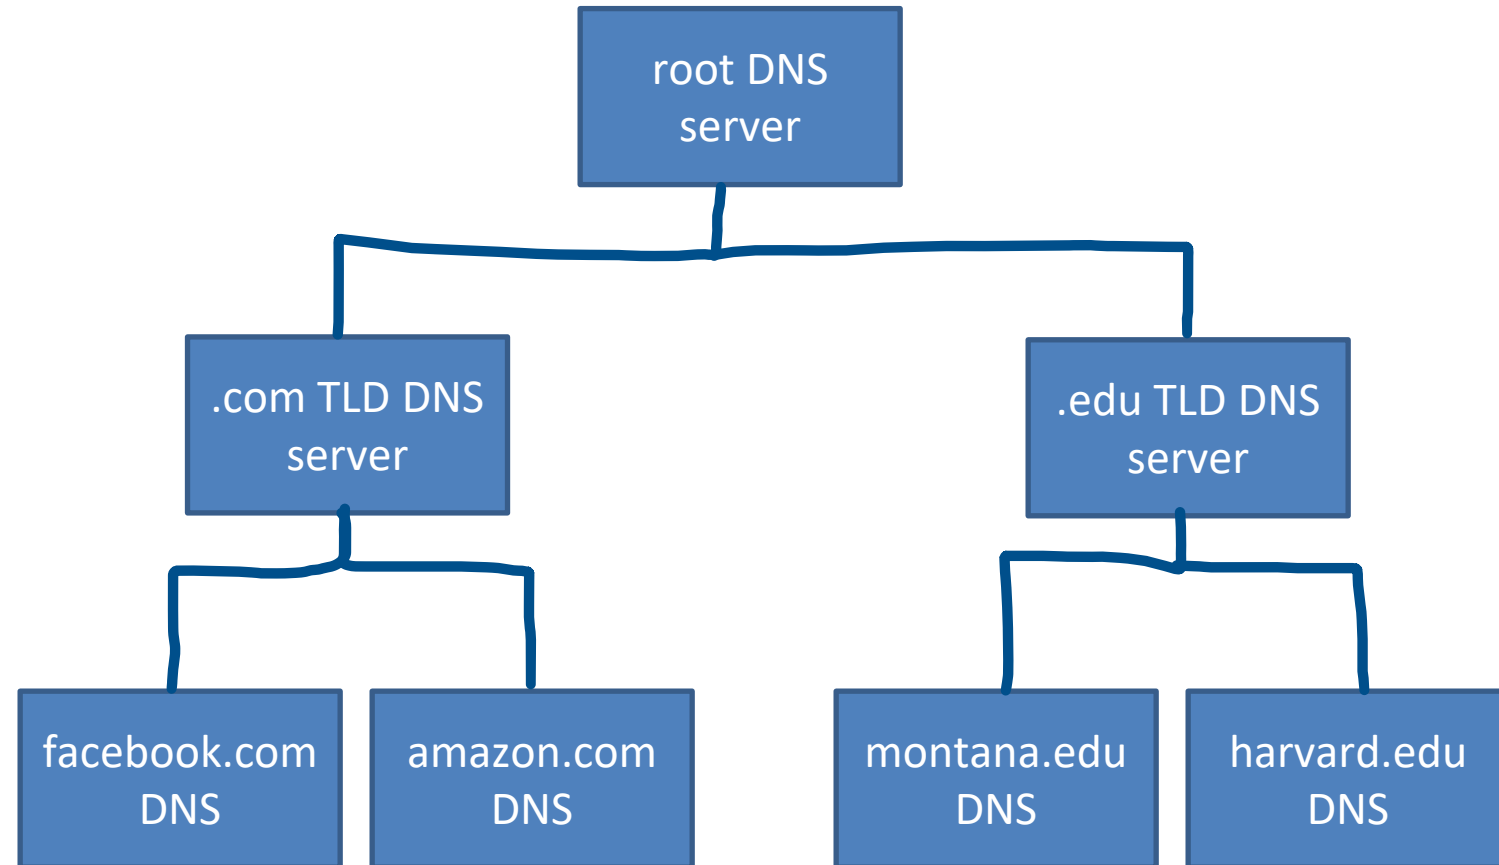 root DNS
server
.com TLD DNS
server
.edu TLD DNS
server
facebook.com
DNS
amazon.com
DNS
montana.edu
DNS
harvard.edu
DNS